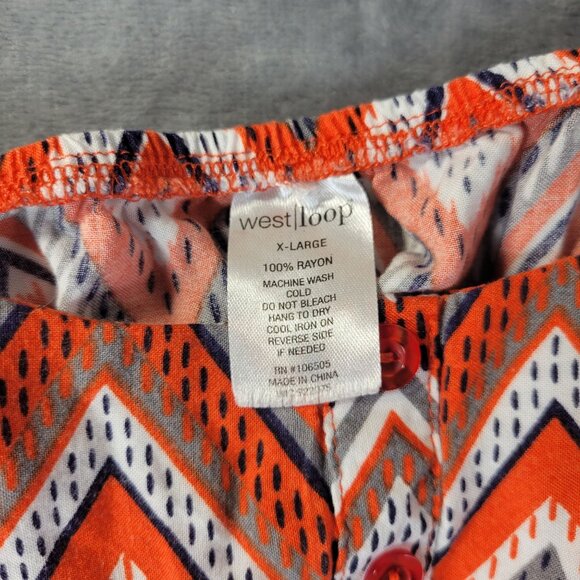 west|loop
X-LARGE
100% RAYON
MACHINE WASH
COLD
DO NOT BLEACH
HANG TO DRY
COOL IRON ON
REVERSE SIDE
IF NEEDED
RN #106505
MADE IN CHINA